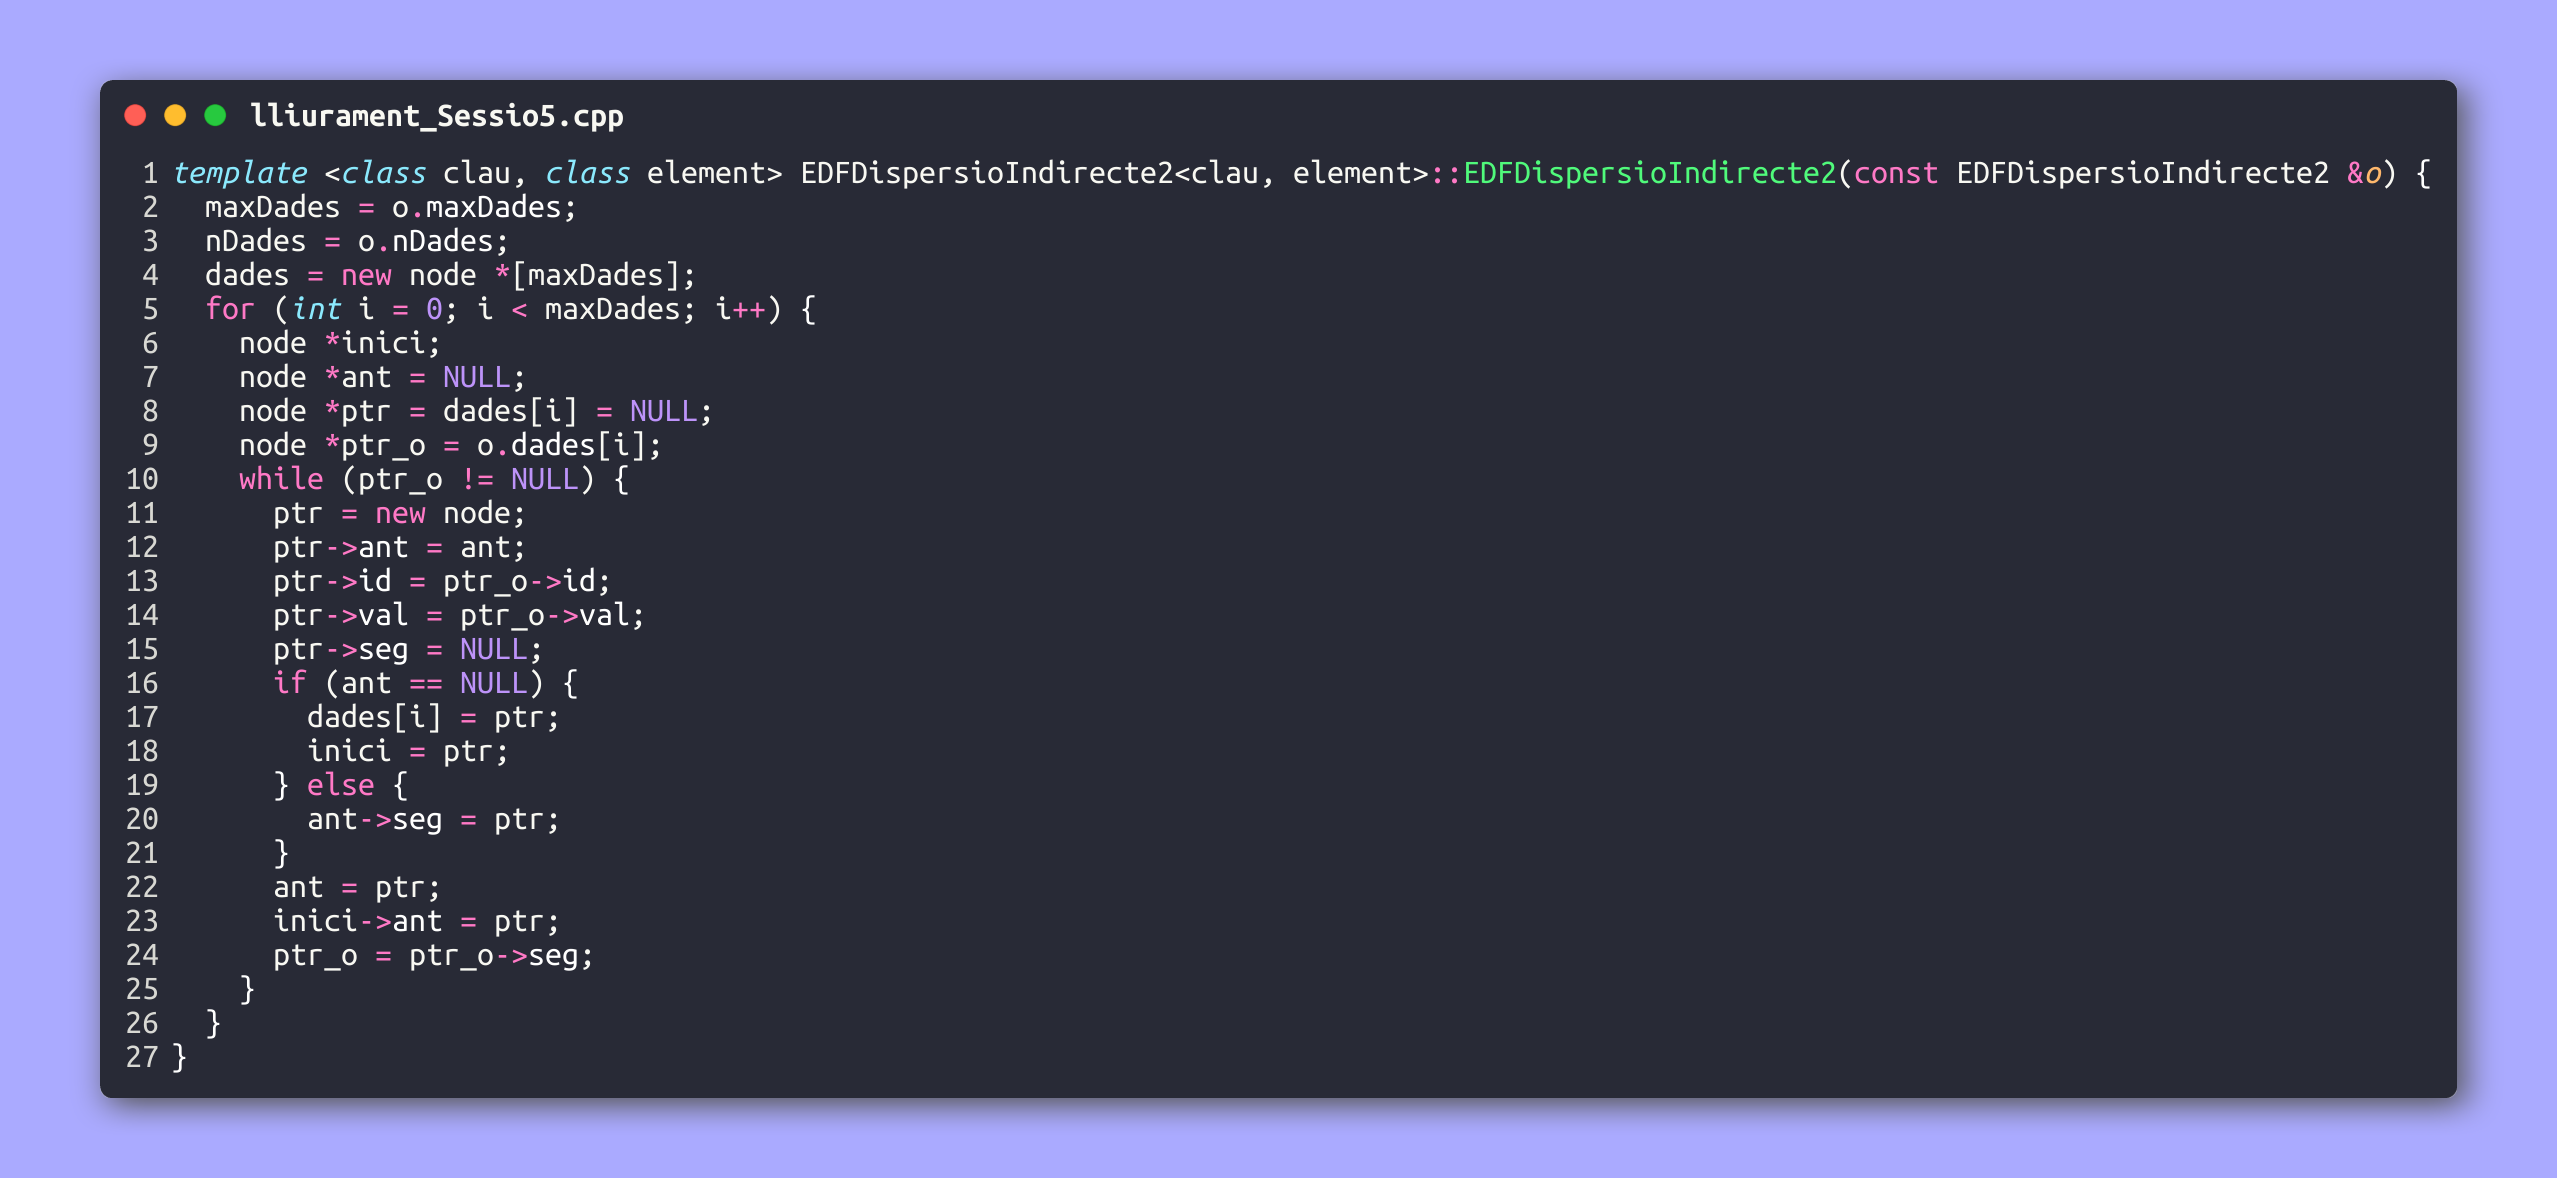 lliurament_Sessio5.cpp
1 template <class clau, class element> EDFDispersioIndirecte2<clau, element>::EDFDispersioIndirecte2(const EDFDispersioIndirecte2 &o) {
2   maxDades = o.maxDades;
3   nDades = o.nDades;
4   dades = new node *[maxDades];
5   for (int i = 0; i < maxDades; i++) {
6     node *inici;
7     node *ant = NULL;
8     node *ptr = dades[i] = NULL;
9     node *ptr_o = o.dades[i];
10     while (ptr_o != NULL) {
11       ptr = new node;
12       ptr->ant = ant;
13       ptr->id = ptr_o->id;
14       ptr->val = ptr_o->val;
15       ptr->seg = NULL;
16       if (ant == NULL) {
17         dades[i] = ptr;
18         inici = ptr;
19       } else {
20         ant->seg = ptr;
21       }
22       ant = ptr;
23       inici->ant = ptr;
24       ptr_o = ptr_o->seg;
25     }
26   }
27 }